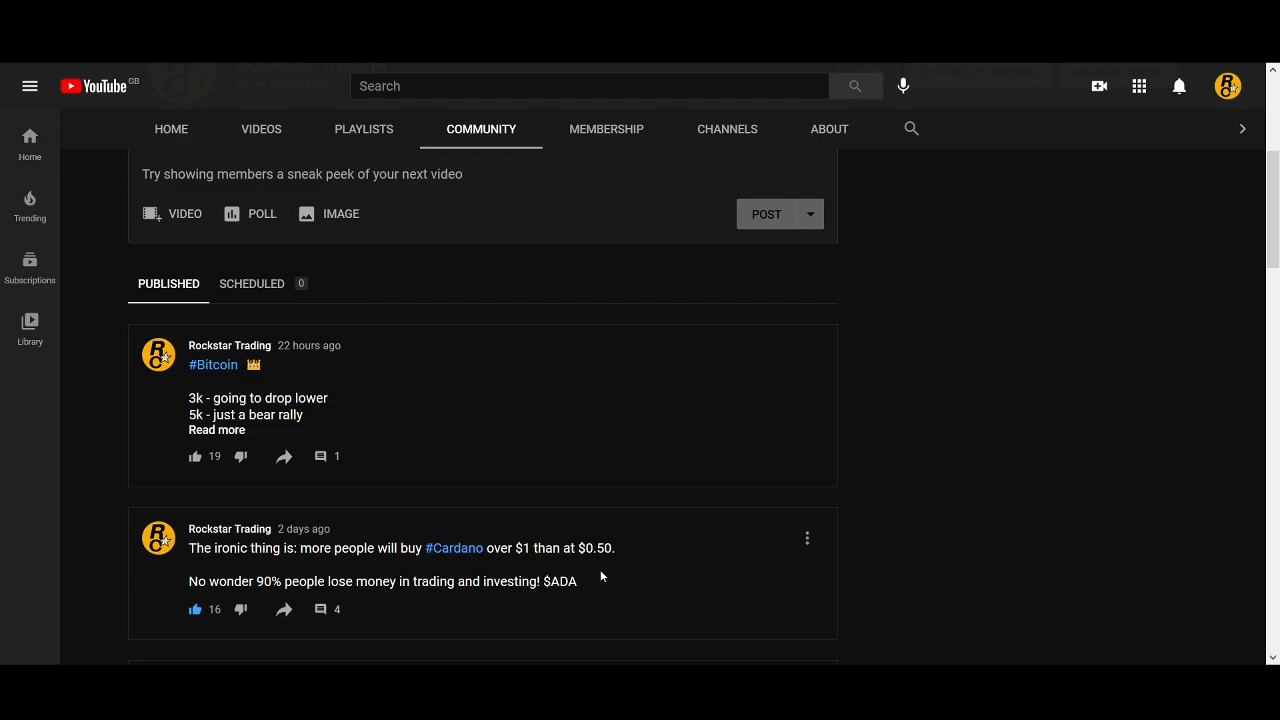 Rockstar Trading
YouTube GB
Search
HOME VIDEOS PLAYLISTS COMMUNITY MEMBERSHIP CHANNELS ABOUT
Home
Trending
Subscriptions
Library
Try showing members a sneak peek of your next video
VIDEO POLL IMAGE POST
PUBLISHED SCHEDULED 0
Rockstar Trading 22 hours ago
#Bitcoin
3k - going to drop lower
5k - just a bear rally
Read more
19 1
Rockstar Trading 2 days ago
The ironic thing is: more people will buy #Cardano over $1 than at $0.50.
No wonder 90% people lose money in trading and investing! $ADA
16 4